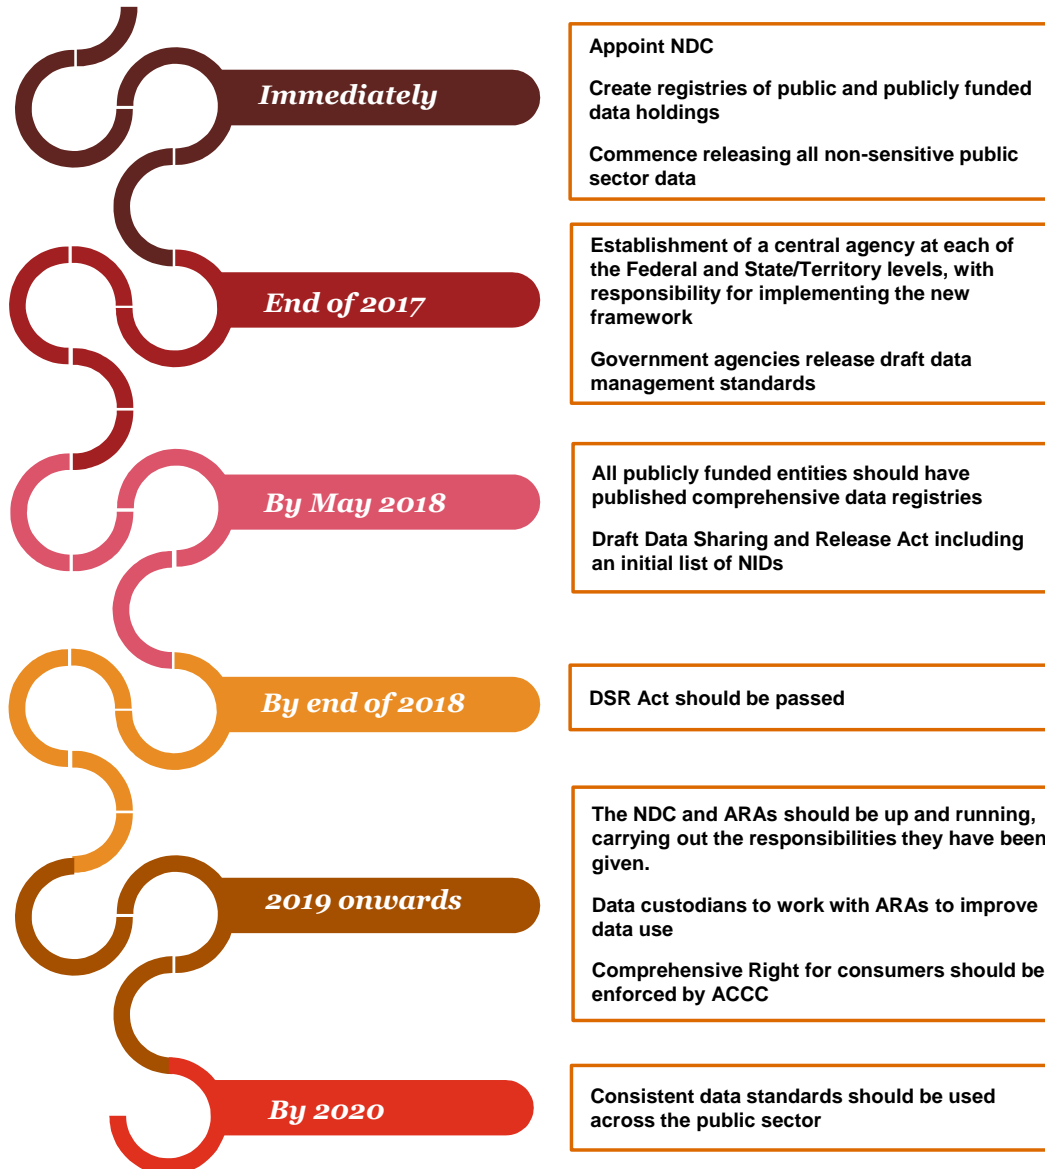 Immediately
Appoint NDC
Create registries of public and publicly funded
data holdings
Commence releasing all non-sensitive public
sector data
End of 2017
Establishment of a central agency at each of
the Federal and State/Territory levels, with
responsibility for implementing the new
framework
Government agencies release draft data
management standards
By May 2018
All publicly funded entities should have
published comprehensive data registries
Draft Data Sharing and Release Act including
an initial list of NIDs
By end of 2018
DSR Act should be passed
2019 onwards
The NDC and ARAs should be up and running,
carrying out the responsibilities they have been
given.
Data custodians to work with ARAs to improve
data use
Comprehensive Right for consumers should be
enforced by ACCC
By 2020
Consistent data standards should be used
across the public sector